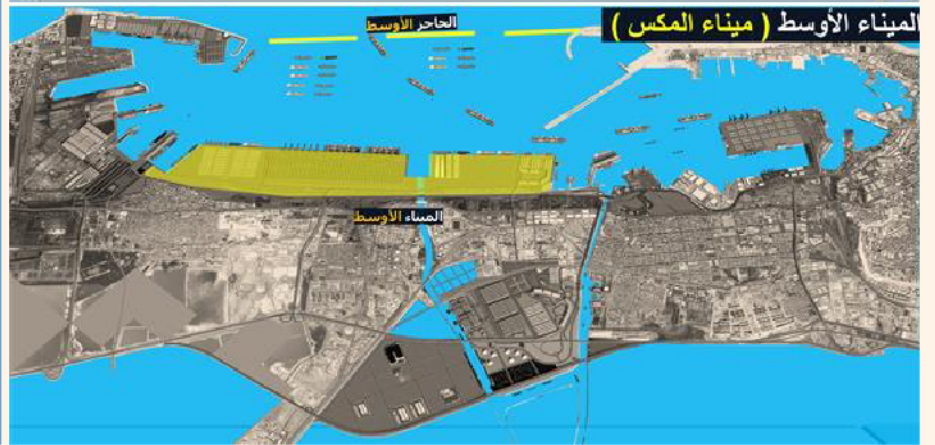 الميناء الأوسط ( ميناء المكس )
الحاجز الأوسط
الميناء الأوسط